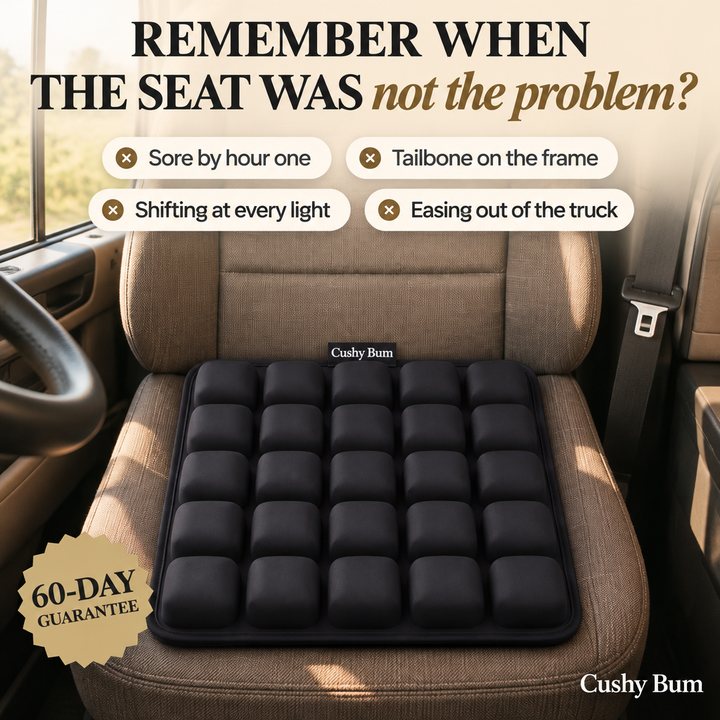 REMEMBER WHEN
THE SEAT WAS not the problem?
Sore by hour one
Tailbone on the frame
Shifting at every light
Easing out of the truck
Cushy Bum
60-DAY
GUARANTEE
Cushy Bum